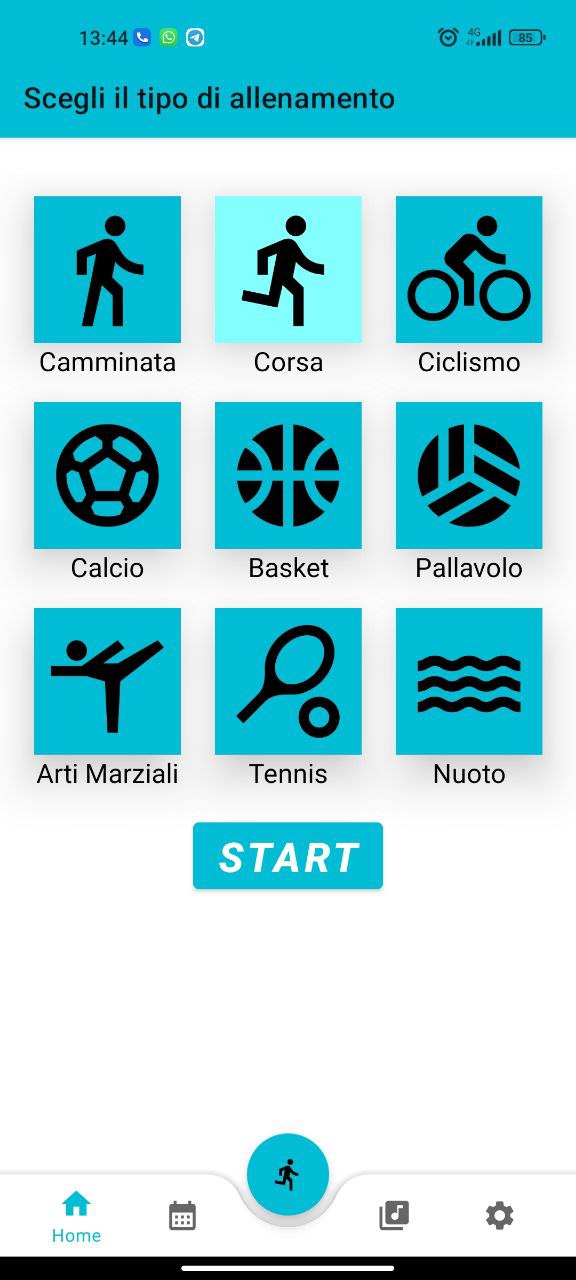 13:44 4G 85
Scegli il tipo di allenamento
Camminata Corsa Ciclismo
Calcio Basket Pallavolo
Arti Marziali Tennis Nuoto
START
Home